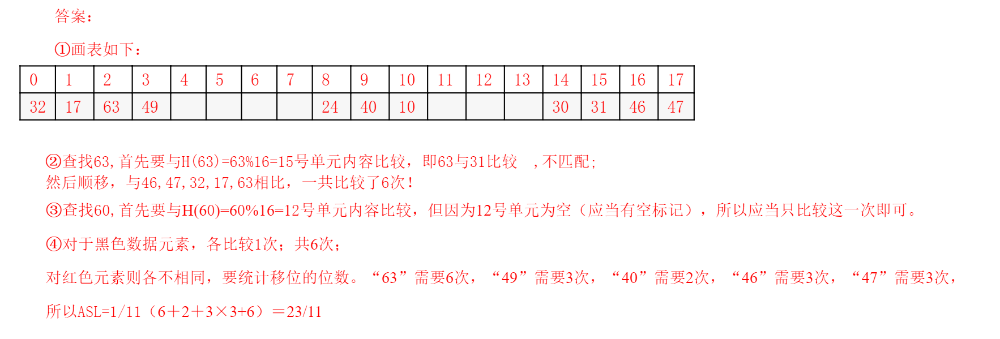 答案：
①画表如下：
0 1 2 3 4 5 6 7 8 9 10 11 12 13 14 15 16 17
32 17 63 49 24 40 10 30 31 46 47
②查找63,首先要与H(63)=63%16=15号单元内容比较，即63与31比较 ,不匹配;
然后顺移，与46,47,32,17,63相比，一共比较了6次！
③查找60,首先要与H(60)=60%16=12号单元内容比较，但因为12号单元为空（应当有空标记），所以应当只比较这一次即可。
④对于黑色数据元素，各比较1次；共6次；
对红色元素则各不相同，要统计移位的位数。“63”需要6次，“49”需要3次，“40”需要2次，“46”需要3次，“47”需要3次，
所以ASL=1/11（6＋2＋3×3+6）＝23/11